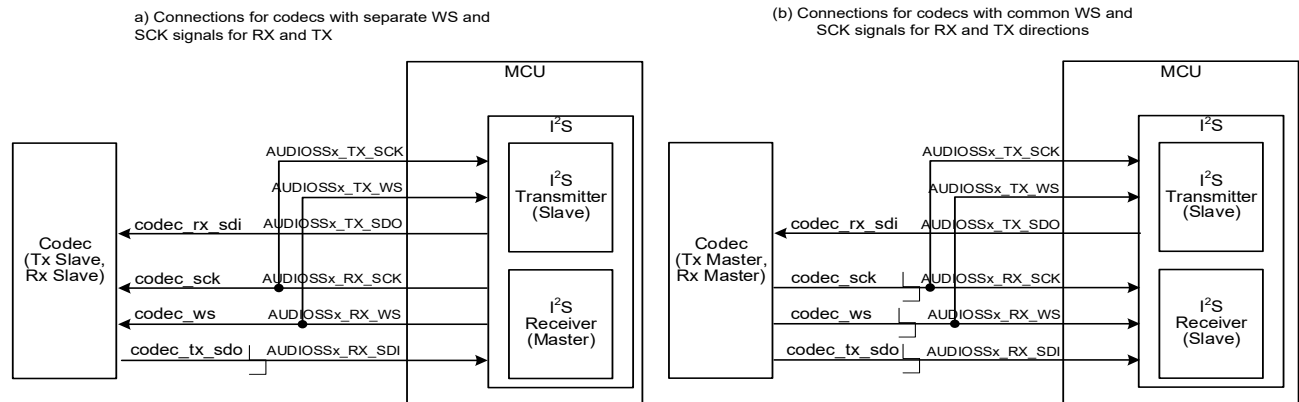 a) Connections for codecs with separate WS and
SCK signals for RX and TX
MCU
I²S
AUDIOSSx_TX_SCK
I²S
Transmitter
(Slave)
AUDIOSSx_TX_WS
codec_rx_sdi
AUDIOSSx_TX_SDO
Codec
(Tx Slave,
Rx Slave)
codec_sck
AUDIOSSx_RX_SCK
I²S
Receiver
(Master)
codec_ws
AUDIOSSx_RX_WS
codec_tx_sdo
AUDIOSSx_RX_SDI
(b) Connections for codecs with common WS and
SCK signals for RX and TX directions
MCU
I²S
AUDIOSSx_TX_SCK
I²S
Transmitter
(Slave)
AUDIOSSx_TX_WS
codec_rx_sdi
AUDIOSSx_TX_SDO
Codec
(Tx Master,
Rx Master)
codec_sck
AUDIOSSx_RX_SCK
I²S
Receiver
(Slave)
codec_ws
AUDIOSSx_RX_WS
codec_tx_sdo
AUDIOSSx_RX_SDI